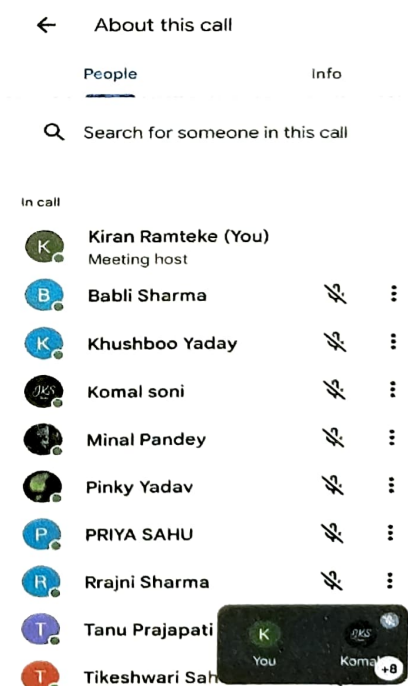 About this call
People Info
Search for someone in this call
In call
K Kiran Ramteke (You)
Meeting host
B Babli Sharma
K Khushboo Yaday
JKS Komal soni
Minal Pandey
Pinky Yadav
P PRIYA SAHU
R Rrajni Sharma
T Tanu Prajapati
K JKS
You Komal +8
T Tikeshwari Sah